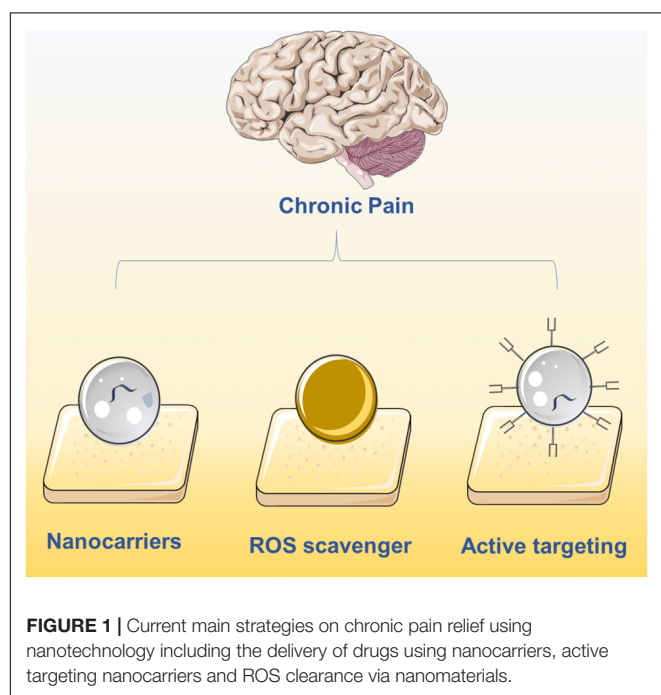 Chronic Pain
Nanocarriers
ROS scavenger
Active targeting
FIGURE 1 | Current main strategies on chronic pain relief using
nanotechnology including the delivery of drugs using nanocarriers, active
targeting nanocarriers and ROS clearance via nanomaterials.